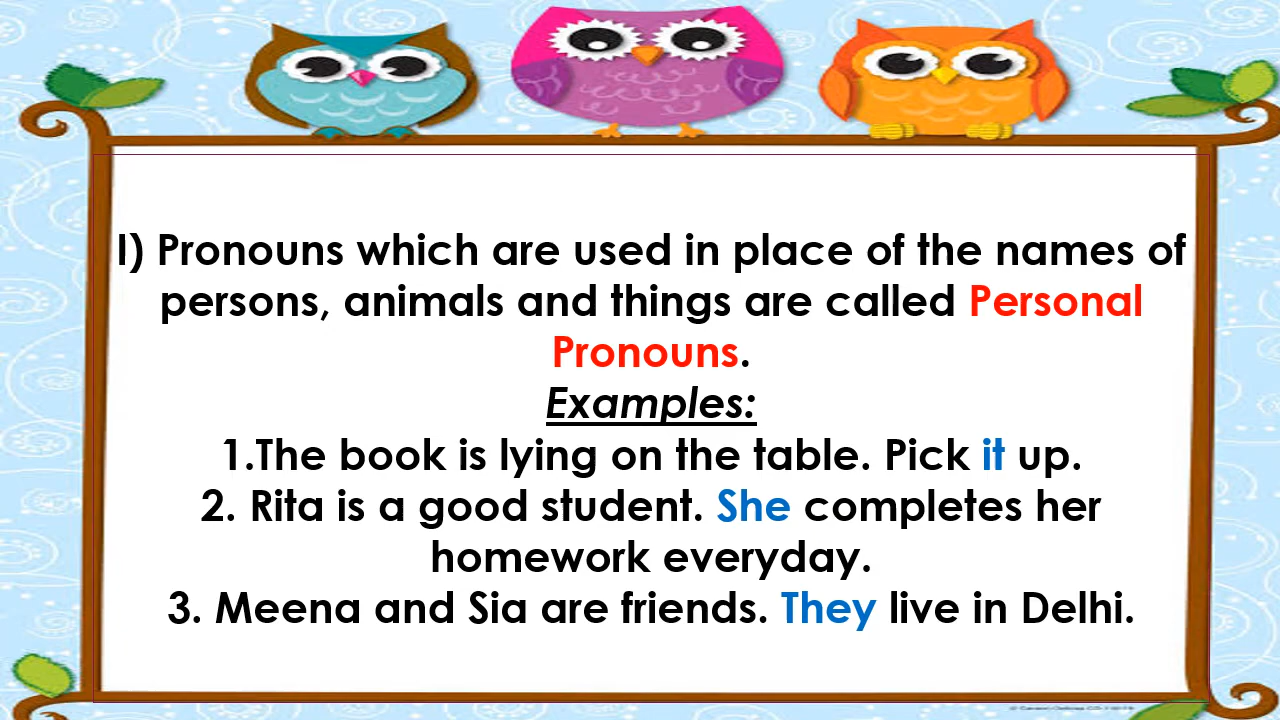 I) Pronouns which are used in place of the names of
persons, animals and things are called Personal
Pronouns.
Examples:
1.The book is lying on the table. Pick it up.
2. Rita is a good student. She completes her
homework everyday.
3. Meena and Sia are friends. They live in Delhi.